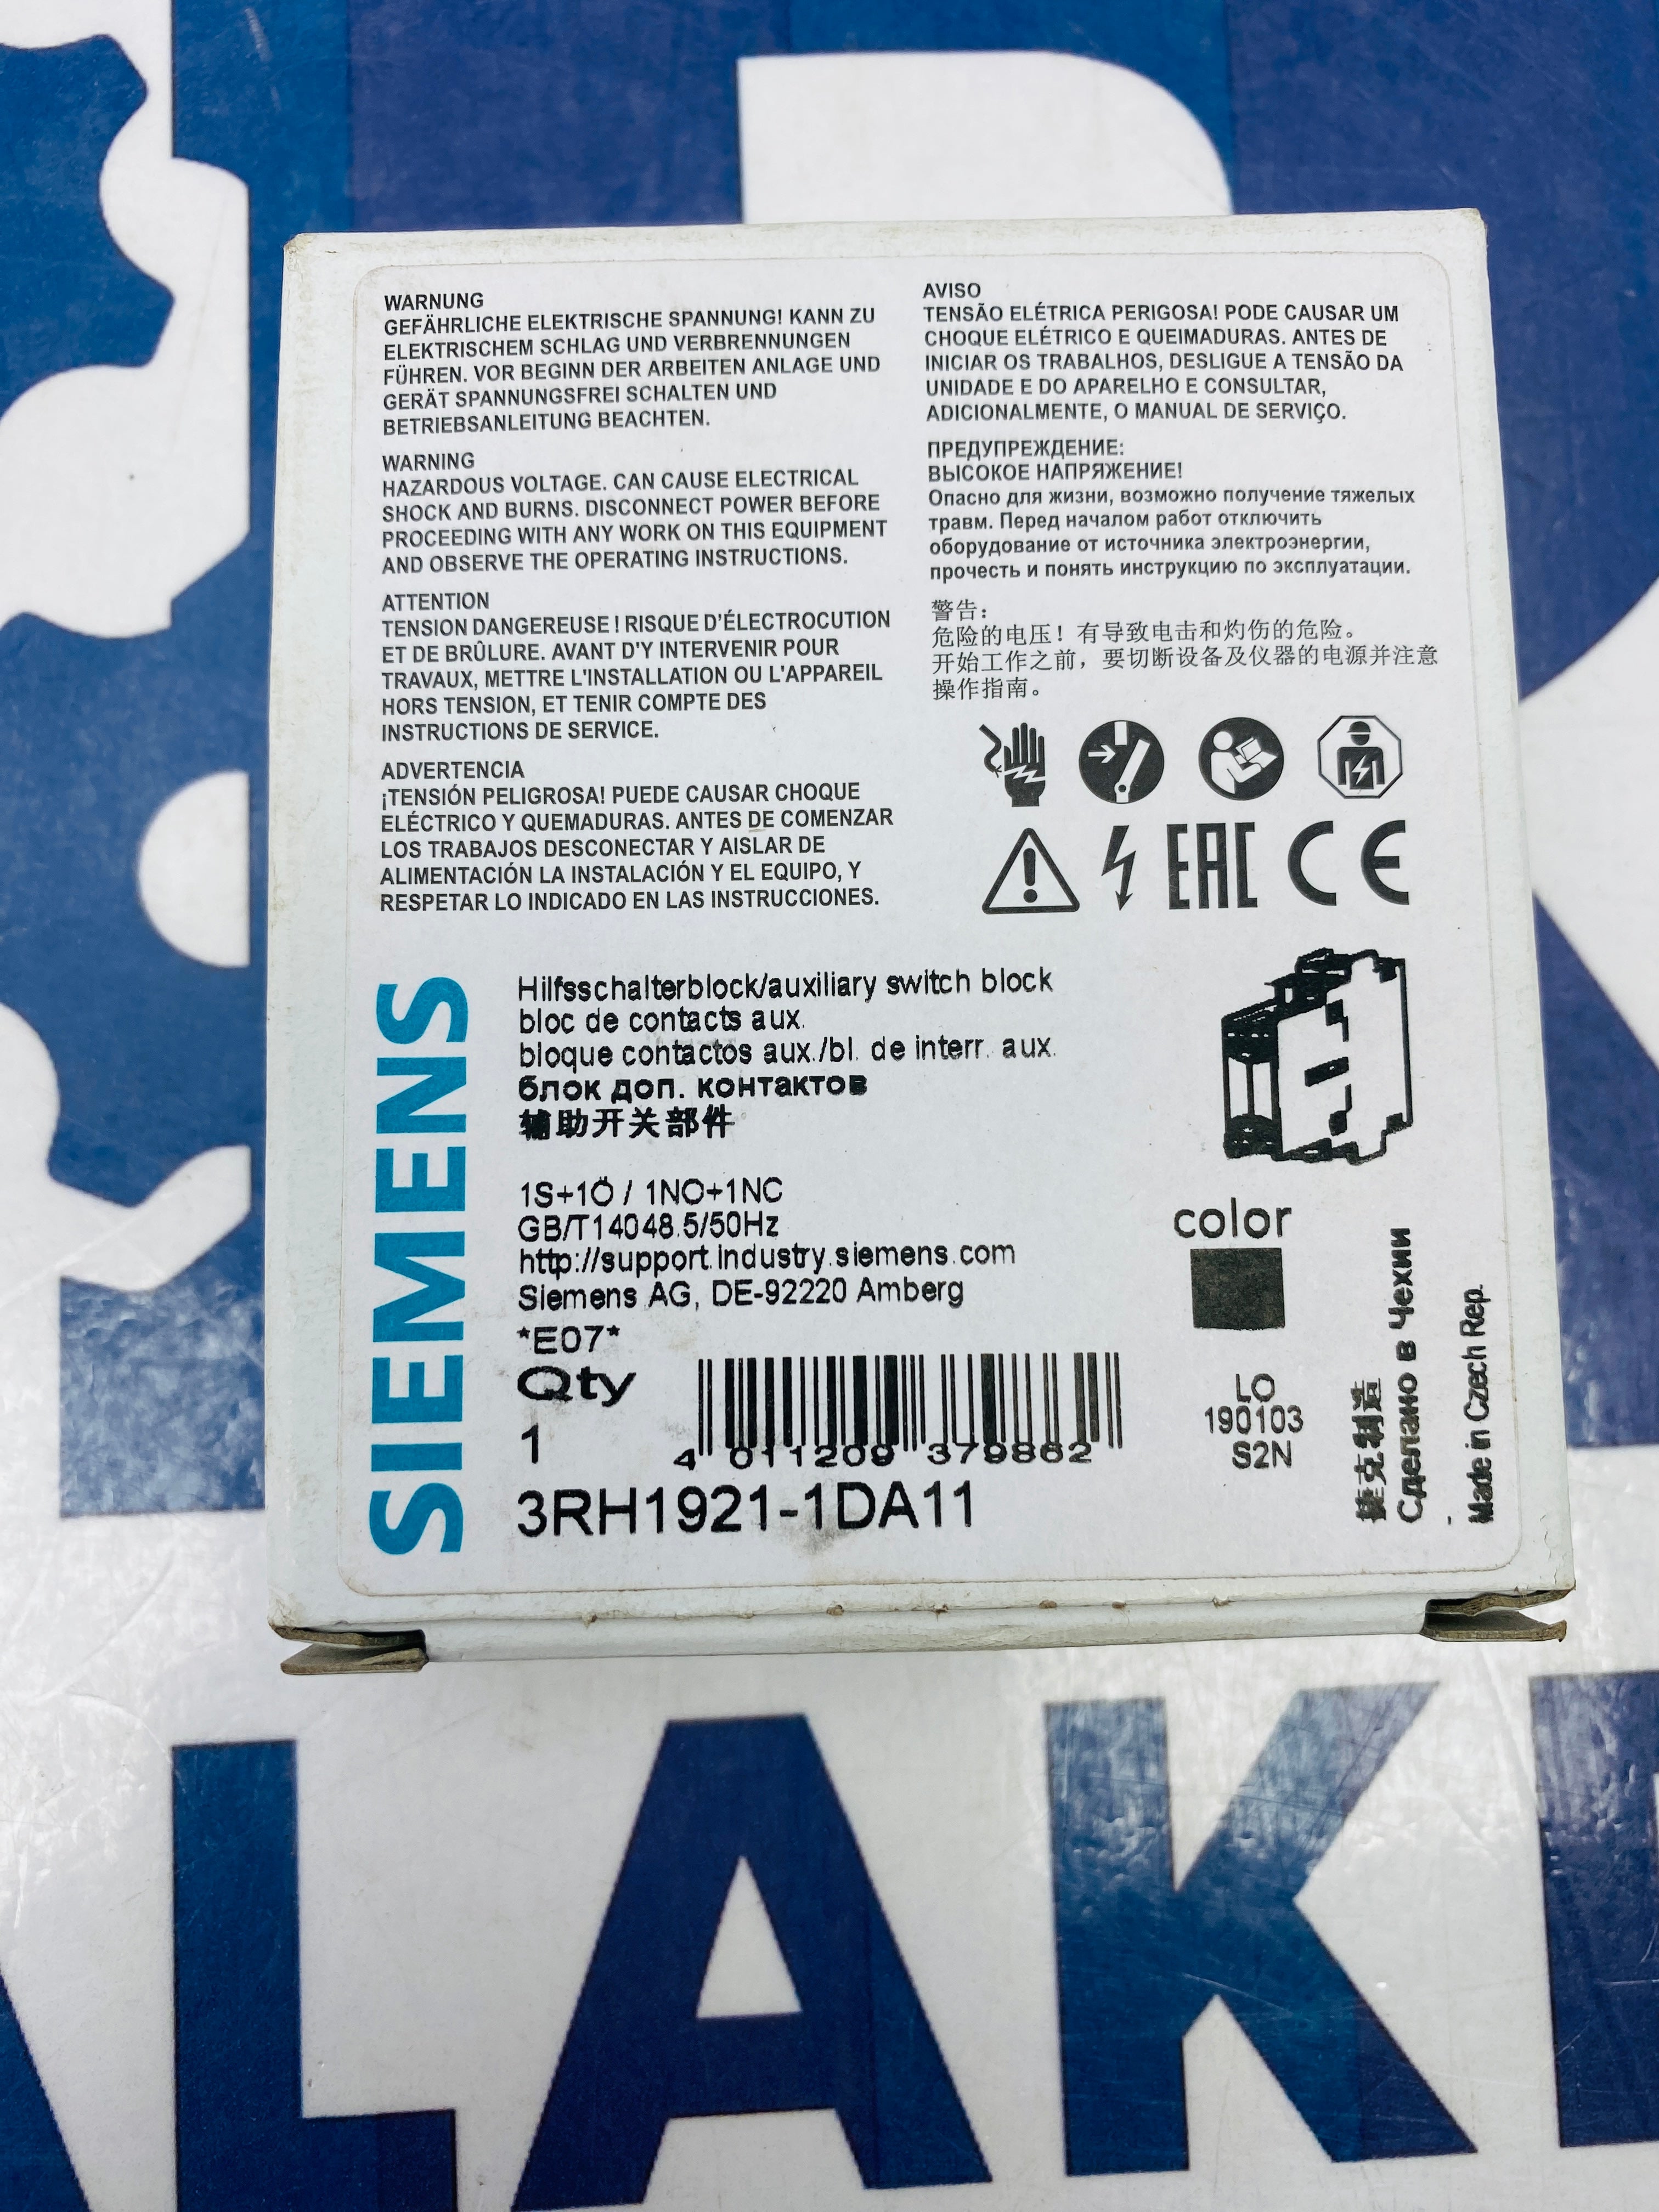 WARNUNG
GEFÄHRLICHE ELEKTRISCHE SPANNUNG! KANN ZU
ELEKTRISCHEM SCHLAG UND VERBRENNUNGEN
FÜHREN. VOR BEGINN DER ARBEITEN ANLAGE UND
GERÄT SPANNUNGSFREI SCHALTEN UND
BETRIEBSANLEITUNG BEACHTEN.
WARNING
HAZARDOUS VOLTAGE. CAN CAUSE ELECTRICAL
SHOCK AND BURNS. DISCONNECT POWER BEFORE
PROCEEDING WITH ANY WORK ON THIS EQUIPMENT
AND OBSERVE THE OPERATING INSTRUCTIONS.
ATTENTION
TENSION DANGEREUSE ! RISQUE D'ÉLECTROCUTION
ET DE BRÛLURE. AVANT D'Y INTERVENIR POUR
TRAVAUX, METTRE L'INSTALLATION OU L'APPAREIL
HORS TENSION, ET TENIR COMPTE DES
INSTRUCTIONS DE SERVICE.
ADVERTENCIA
¡TENSIÓN PELIGROSA! PUEDE CAUSAR CHOQUE
ELÉCTRICO Y QUEMADURAS. ANTES DE COMENZAR
LOS TRABAJOS DESCONECTAR Y AISLAR DE
ALIMENTACIÓN LA INSTALACIÓN Y EL EQUIPO, Y
RESPETAR LO INDICADO EN LAS INSTRUCCIONES.
AVISO
TENSÃO ELÉTRICA PERIGOSA! PODE CAUSAR UM
CHOQUE ELÉTRICO E QUEIMADURAS. ANTES DE
INICIAR OS TRABALHOS, DESLIGUE A TENSÃO DA
UNIDADE E DO APARELHO E CONSULTAR,
ADICIONALMENTE, O MANUAL DE SERVIÇO.
ПРЕДУПРЕЖДЕНИЕ:
ВЫСОКОЕ НАПРЯЖЕНИЕ!
Опасно для жизни, возможно получение тяжелых
травм. Перед началом работ отключить
оборудование от источника электроэнергии,
прочесть и понять инструкцию по эксплуатации.
警告：
危险的电压！有导致电击和灼伤的危险。
开始工作之前，要切断设备及仪器的电源并注意
操作指南。
EAC CE
SIEMENS
Hilfsschalterblock/auxiliary switch block
bloc de contacts aux.
bloque contactos aux./bl. de interr. aux.
блок доп. контактов
辅助开关部件
1S+1Ö / 1NO+1NC
GB/T14048.5/50Hz
http://support.industry.siemens.com
Siemens AG, DE-92220 Amberg
*E07*
Qty
1
4 011209 379862
3RH1921-1DA11
color
LO
190103
S2N
捷克制造
Сделано в Чехии
Made in Czech Rep.
LAK